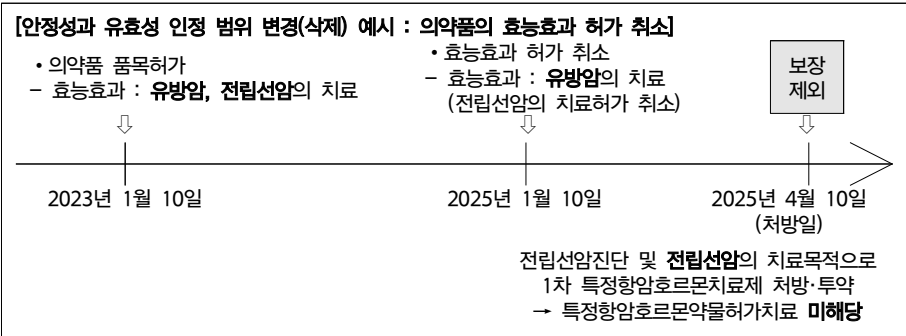 [안정성과 유효성 인정 범위 변경(삭제) 예시 : 의약품의 효능효과 허가 취소]
• 의약품 품목허가
– 효능효과 : 유방암, 전립선암의 치료
• 효능효과 허가 취소
– 효능효과 : 유방암의 치료
(전립선암의 치료허가 취소)
보장
제외
2023년 1월 10일
2025년 1월 10일
2025년 4월 10일
(처방일)
전립선암진단 및 전립선암의 치료목적으로
1차 특정항암호르몬치료제 처방·투약
→ 특정항암호르몬약물허가치료 미해당